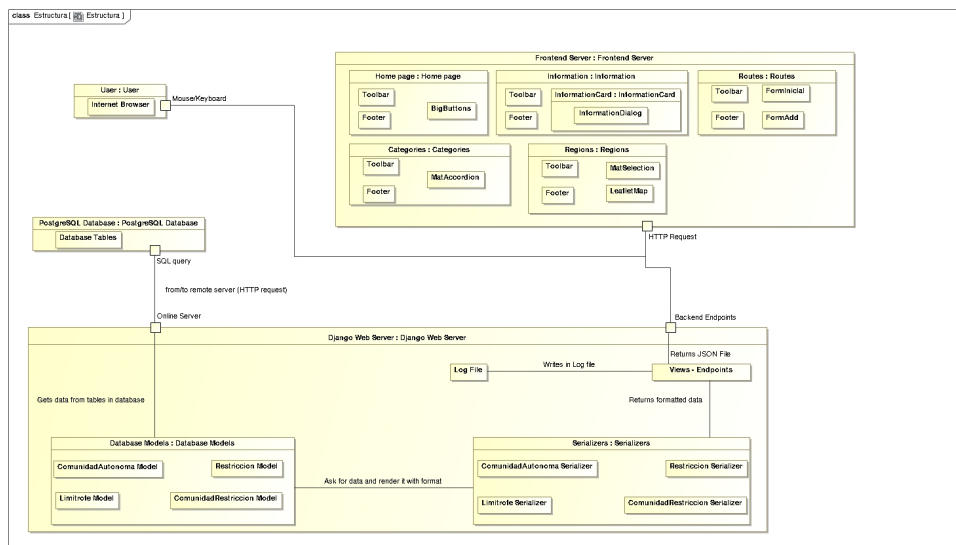 class Estructura [ Estructura ]
Frontend Server : Frontend Server
Home page : Home page
Toolbar
BigButtons
Footer
Information : Information
Toolbar
InformationCard : InformationCard
InformationDialog
Footer
Routes : Routes
Toolbar
FormInicial
Footer
FormAdd
User : User
Internet Browser
Mouse/Keyboard
Categories : Categories
Toolbar
MatAccordion
Footer
Regions : Regions
Toolbar
MatSelection
Footer
LeafletMap
PostgreSQL Database : PostgreSQL Database
Database Tables
HTTP Request
SQL query
from/to remote server (HTTP request)
Online Server
Backend Endpoints
Django Web Server : Django Web Server
Returns JSON File
Log File
Writes in Log file
Views - Endpoints
Gets data from tables in database
Returns formatted data
Database Models : Database Models
ComunidadAutonoma Model
Restriccion Model
Limitrofe Model
ComunidadRestriccion Model
Ask for data and render it with format
Serializers : Serializers
ComunidadAutonoma Serializer
Restriccion Serializer
Limitrofe Serializer
ComunidadRestriccion Serializer